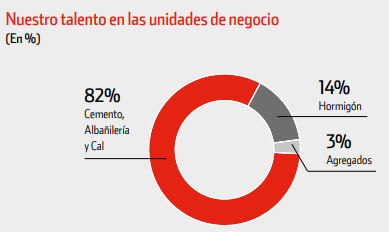 Nuestro talento en las unidades de negocio
(En %)
82%
Cemento,
Albañilería
y Cal
14%
Hormigón
3%
Agregados